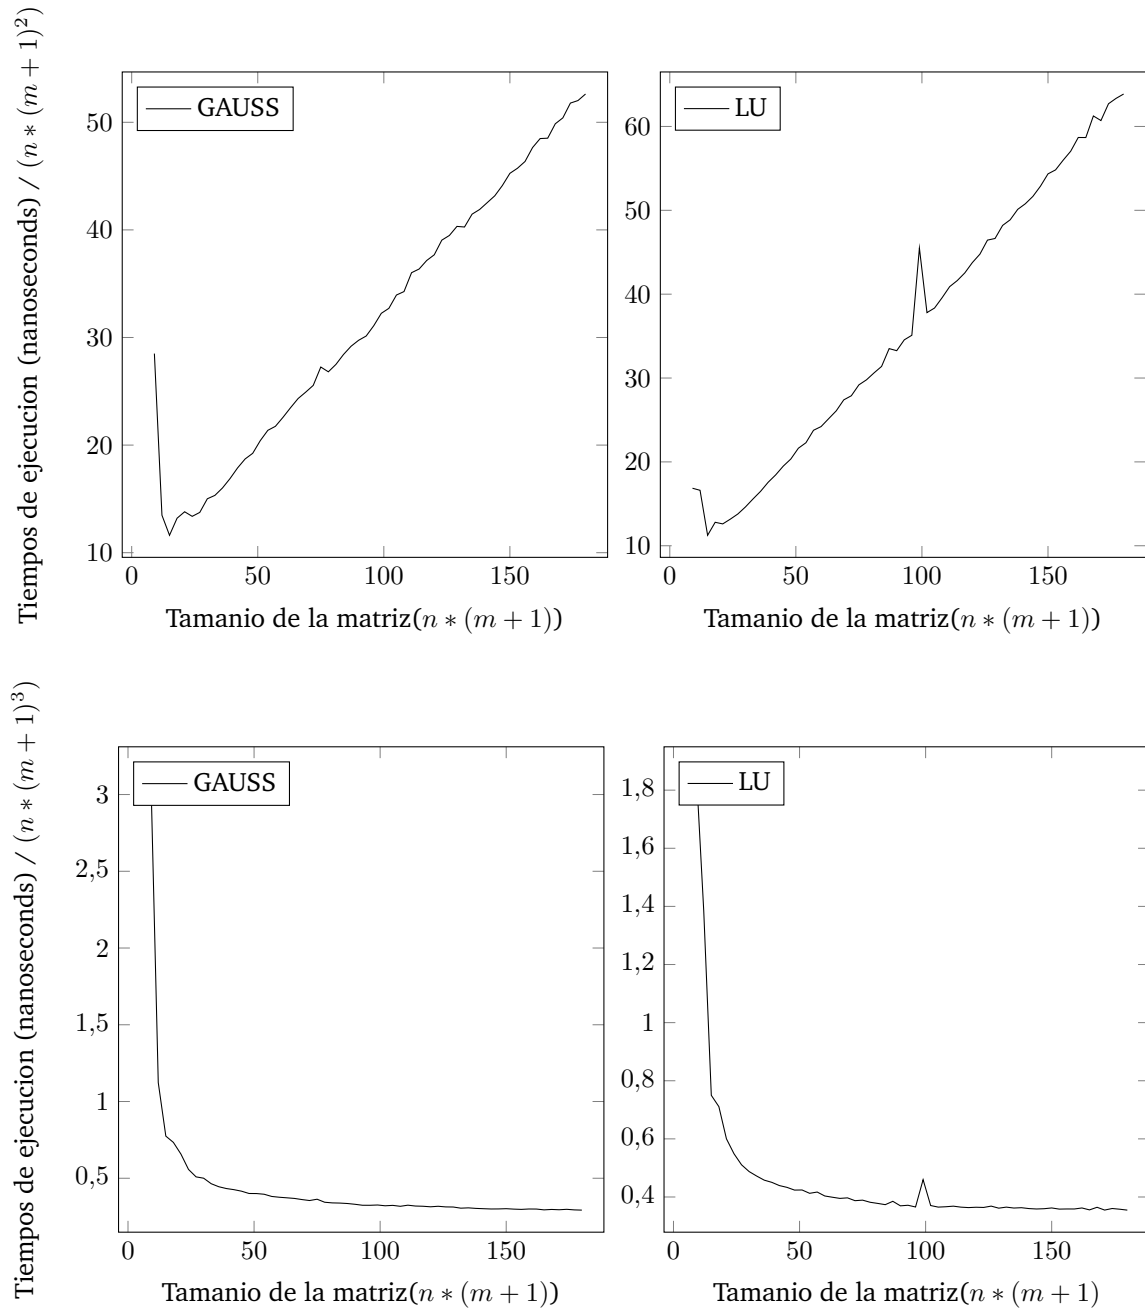 Tiempos de ejecucion (nanoseconds) / (n ∗ (m + 1)²)
GAUSS
50
40
30
20
10
0 50 100 150
Tamanio de la matriz(n ∗ (m + 1))
LU
60
50
40
30
20
10
0 50 100 150
Tamanio de la matriz(n ∗ (m + 1))
Tiempos de ejecucion (nanoseconds) / (n ∗ (m + 1)³)
GAUSS
3
2,5
2
1,5
1
0,5
0 50 100 150
Tamanio de la matriz(n ∗ (m + 1))
LU
1,8
1,6
1,4
1,2
1
0,8
0,6
0,4
0 50 100 150
Tamanio de la matriz(n ∗ (m + 1)